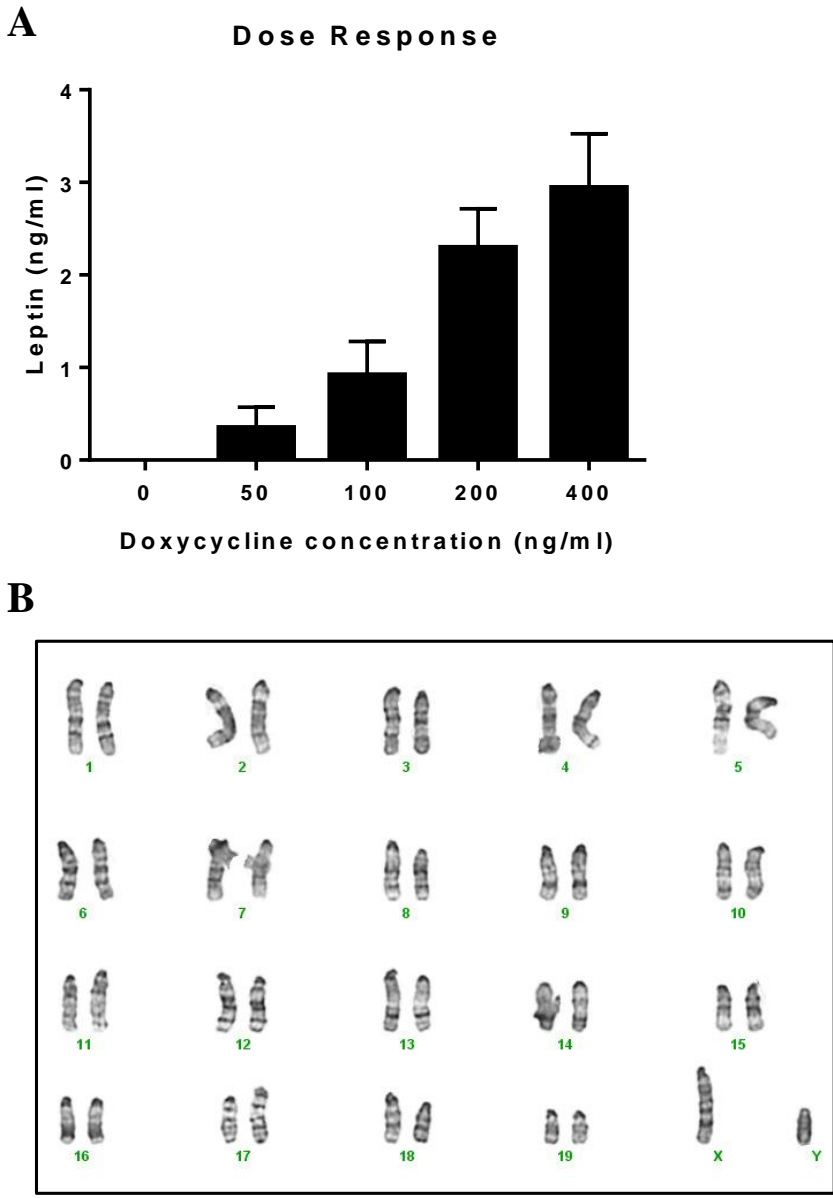 A
Dose Response
4
3
2
1
0
Leptin (ng/ml)
0 50 100 200 400
Doxycycline concentration (ng/ml)
B
1 2 3 4 5
6 7 8 9 10
11 12 13 14 15
16 17 18 19 X Y